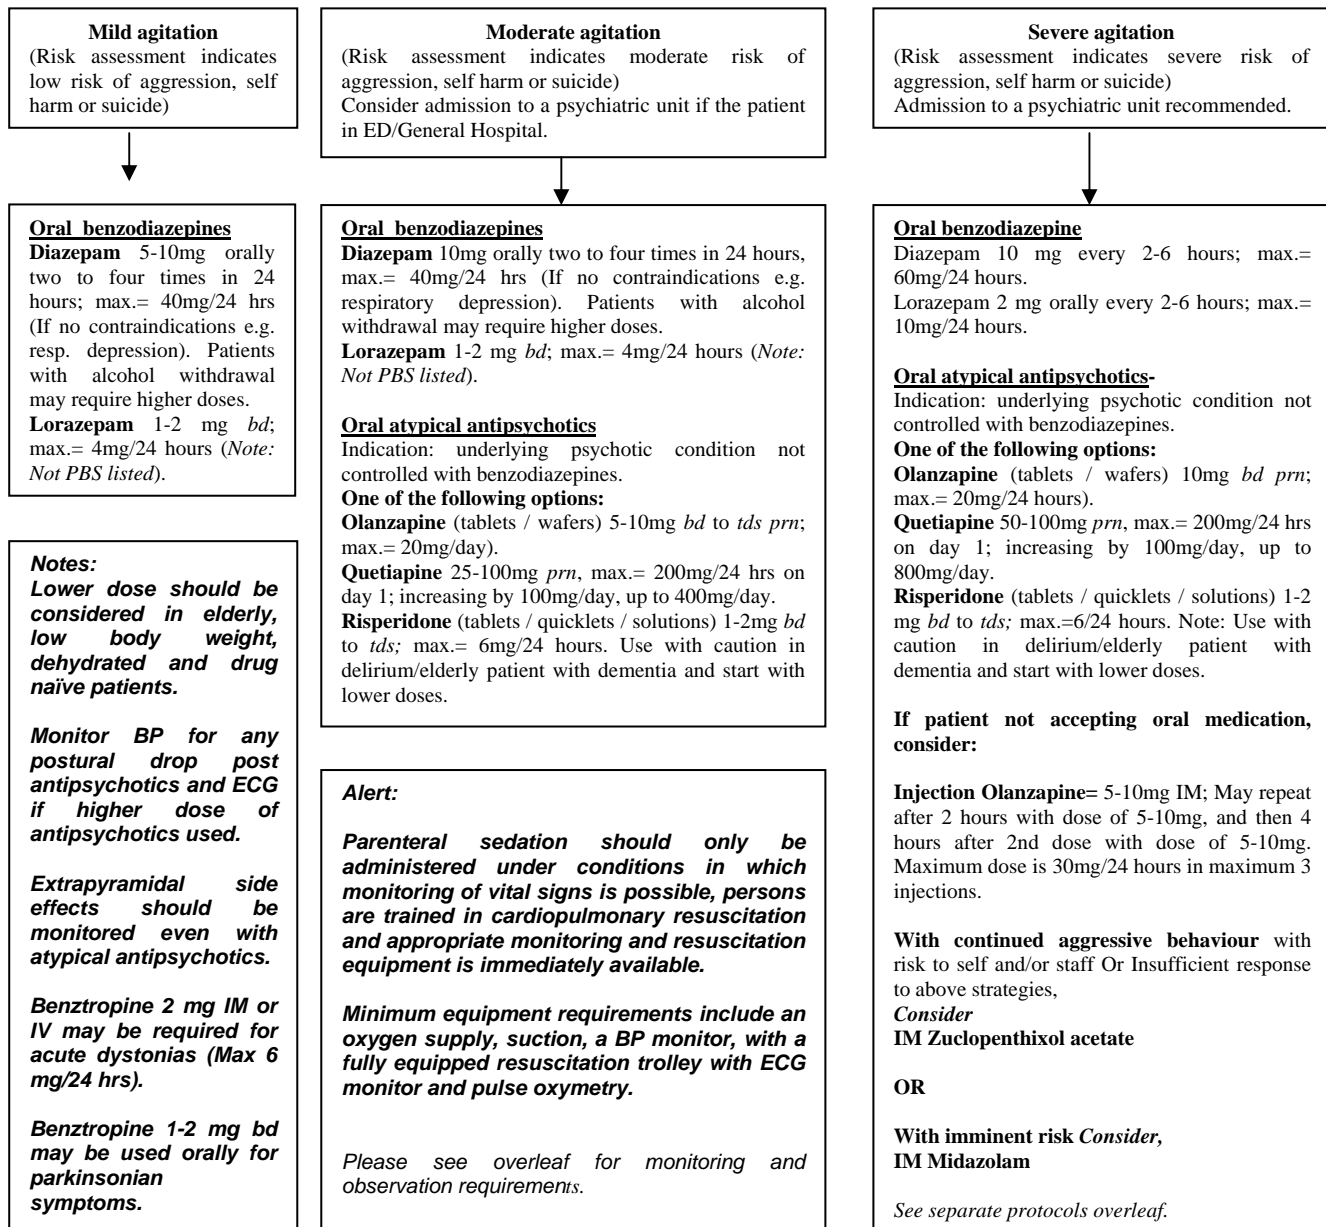 Mild agitation
(Risk assessment indicates
low risk of aggression, self
harm or suicide)
Moderate agitation
(Risk assessment indicates moderate risk of
aggression, self harm or suicide)
Consider admission to a psychiatric unit if the patient
in ED/General Hospital.
Severe agitation
(Risk assessment indicates severe risk of
aggression, self harm or suicide)
Admission to a psychiatric unit recommended.
Oral benzodiazepines
Diazepam 5-10mg orally
two to four times in 24
hours; max.= 40mg/24 hrs
(If no contraindications e.g.
resp. depression). Patients
with alcohol withdrawal
may require higher doses.
Lorazepam 1-2 mg bd;
max.= 4mg/24 hours (Note:
Not PBS listed).
Notes:
Lower dose should be
considered in elderly,
low body weight,
dehydrated and drug
naïve patients.
Monitor BP for any
postural drop post
antipsychotics and ECG
if higher dose of
antipsychotics used.
Extrapyramidal side
effects should be
monitored even with
atypical antipsychotics.
Benztropine 2 mg IM or
IV may be required for
acute dystonias (Max 6
mg/24 hrs).
Benztropine 1-2 mg bd
may be used orally for
parkinsonian
symptoms.
Oral benzodiazepines
Diazepam 10mg orally two to four times in 24 hours,
max.= 40mg/24 hrs (If no contraindications e.g.
respiratory depression). Patients with alcohol
withdrawal may require higher doses.
Lorazepam 1-2 mg bd; max.= 4mg/24 hours (Note:
Not PBS listed).
Oral atypical antipsychotics
Indication: underlying psychotic condition not
controlled with benzodiazepines.
One of the following options:
Olanzapine (tablets / wafers) 5-10mg bd to tds prn;
max.= 20mg/day).
Quetiapine 25-100mg prn, max.= 200mg/24 hrs on
day 1; increasing by 100mg/day, up to 400mg/day.
Risperidone (tablets / quicklets / solutions) 1-2mg bd
to tds; max.= 6mg/24 hours. Use with caution in
delirium/elderly patient with dementia and start with
lower doses.
Alert:
Parenteral sedation should only be
administered under conditions in which
monitoring of vital signs is possible, persons
are trained in cardiopulmonary resuscitation
and appropriate monitoring and resuscitation
equipment is immediately available.
Minimum equipment requirements include an
oxygen supply, suction, a BP monitor, with a
fully equipped resuscitation trolley with ECG
monitor and pulse oxymetry.
Please see overleaf for monitoring and
observation requirements.
Oral benzodiazepine
Diazepam 10 mg every 2-6 hours; max.=
60mg/24 hours.
Lorazepam 2 mg orally every 2-6 hours; max.=
10mg/24 hours.
Oral atypical antipsychotics-
Indication: underlying psychotic condition not
controlled with benzodiazepines.
One of the following options:
Olanzapine (tablets / wafers) 10mg bd prn;
max.= 20mg/24 hours).
Quetiapine 50-100mg prn, max.= 200mg/24 hrs
on day 1; increasing by 100mg/day, up to
800mg/day.
Risperidone (tablets / quicklets / solutions) 1-2
mg bd to tds; max.=6/24 hours. Note: Use with
caution in delirium/elderly patient with
dementia and start with lower doses.
If patient not accepting oral medication,
consider:
Injection Olanzapine= 5-10mg IM; May repeat
after 2 hours with dose of 5-10mg, and then 4
hours after 2nd dose with dose of 5-10mg.
Maximum dose is 30mg/24 hours in maximum 3
injections.
With continued aggressive behaviour with
risk to self and/or staff Or Insufficient response
to above strategies,
Consider
IM Zuclopenthixol acetate
OR
With imminent risk Consider,
IM Midazolam
See separate protocols overleaf.